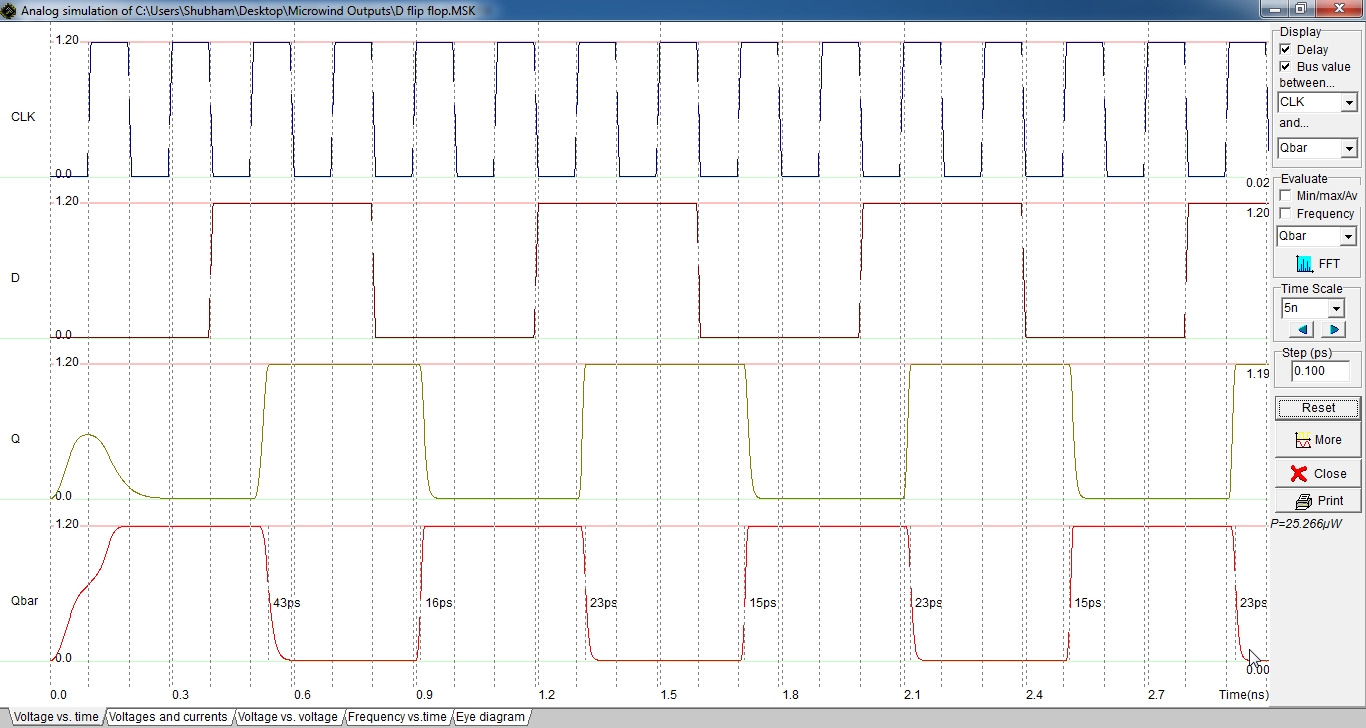 Analog simulation of C:\Users\Shubham\Desktop\Microwind Outputs\D flip flop.MSK
1.20
CLK
0.0
0.02
1.20
1.20
D
0.0
1.20
1.19
Q
0.0
1.20
Qbar
43ps
16ps
23ps
15ps
23ps
15ps
23ps
0.0
0.00
0.0
0.3
0.6
0.9
1.2
1.5
1.8
2.1
2.4
2.7
Time(ns)
Voltage vs. time
Voltages and currents
Voltage vs. voltage
Frequency vs.time
Eye diagram
Display
Delay
Bus value
between...
CLK
and...
Qbar
Evaluate
Min/max/Av
Frequency
Qbar
FFT
Time Scale
5n
Step (ps)
0.100
Reset
More
Close
Print
P=25.266µW